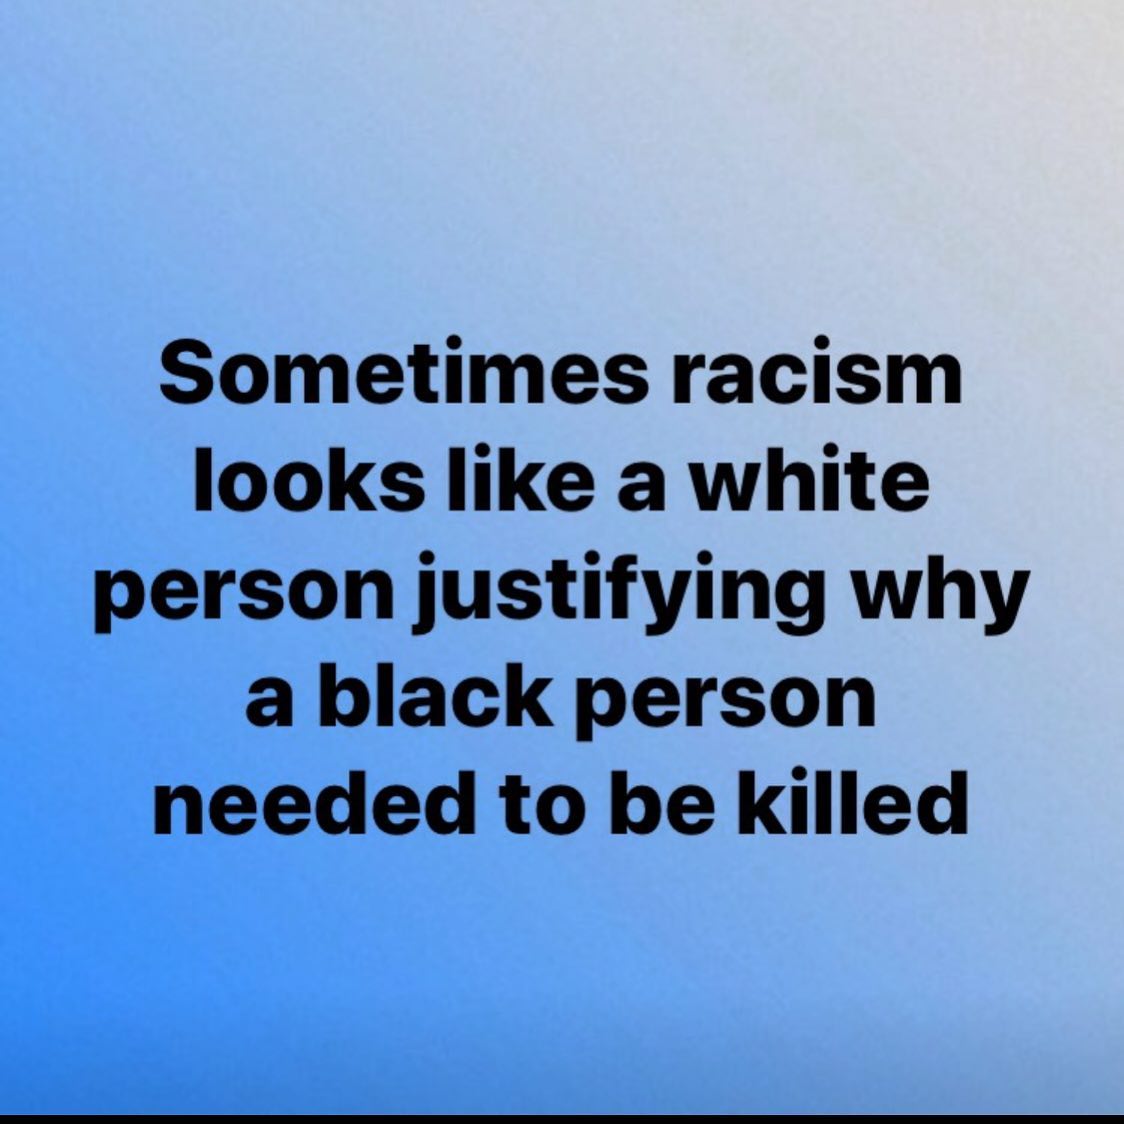 Sometimes racism
looks like a white
person justifying why
a black person
needed to be killed